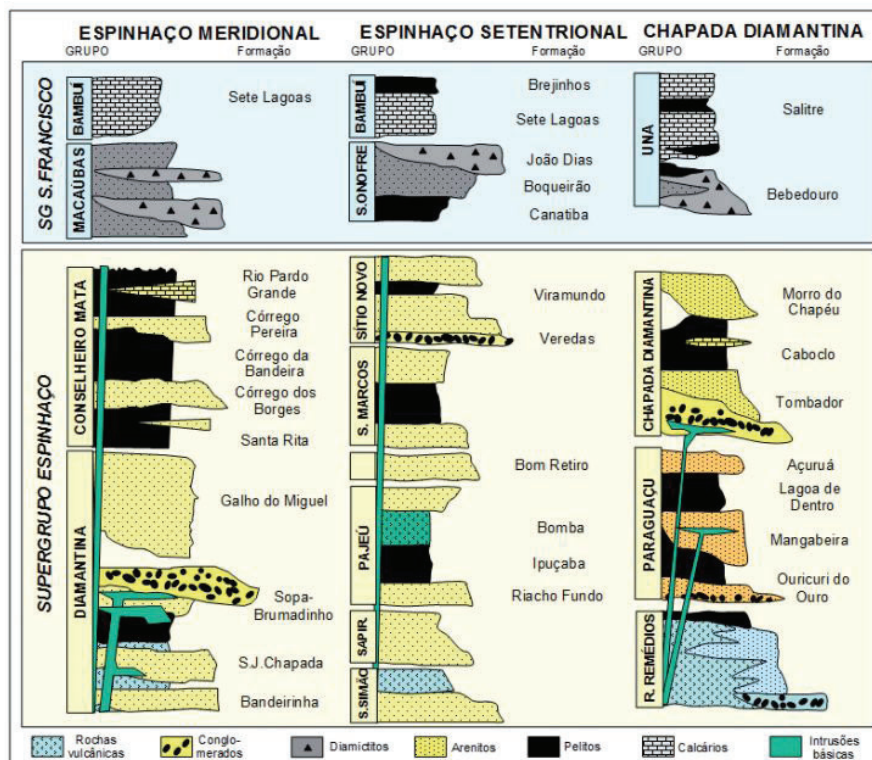 ESPINHAÇO MERIDIONAL
GRUPO Formação
ESPINHAÇO SETENTRIONAL
GRUPO Formação
CHAPADA DIAMANTINA
GRUPO Formação
SG S.FRANCISCO
BAMBUÍ
Sete Lagoas
MACAÚBAS
BAMBUÍ
Brejinhos
Sete Lagoas
S.ONOFRE
João Dias
Boqueirão
Canatiba
UNA
Salitre
Bebedouro
SUPERGRUPO ESPINHAÇO
CONSELHEIRO MATA
Rio Pardo
Grande
Córrego
Pereira
Córrego da
Bandeira
Córrego dos
Borges
Santa Rita
DIAMANTINA
Galho do Miguel
Sopa-
Brumadinho
S.J.Chapada
Bandeirinha
SÍTIO NOVO
Viramundo
Veredas
S. MARCOS
Bom Retiro
PAJEÚ
Bomba
Ipuçaba
Riacho Fundo
SAPIR.
S.SIMÃO
CHAPADA DIAMANTINA
Morro do
Chapéu
Caboclo
Tombador
PARAGUAÇU
Açuruá
Lagoa de
Dentro
Mangabeira
Ouricuri do
Ouro
R. REMÉDIOS
Rochas
vulcânicas
Conglo-
merados
Diamictitos
Arenitos
Pelitos
Calcários
Intrusões
básicas